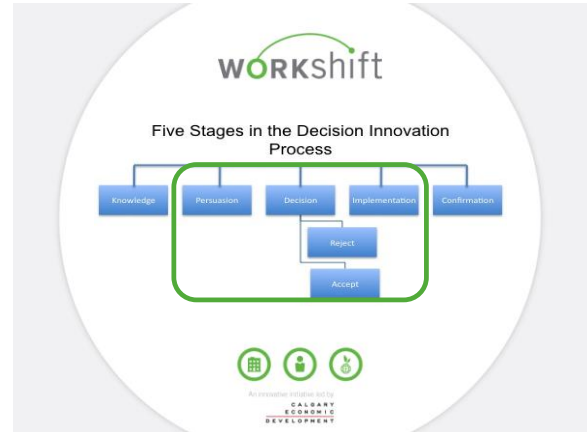 WORKshift
Five Stages in the Decision Innovation
Process
Knowledge
Persuasion
Decision
Implementation
Confirmation
Reject
Accept
An innovative initiative led by
CALGARY
ECONOMIC
DEVELOPMENT